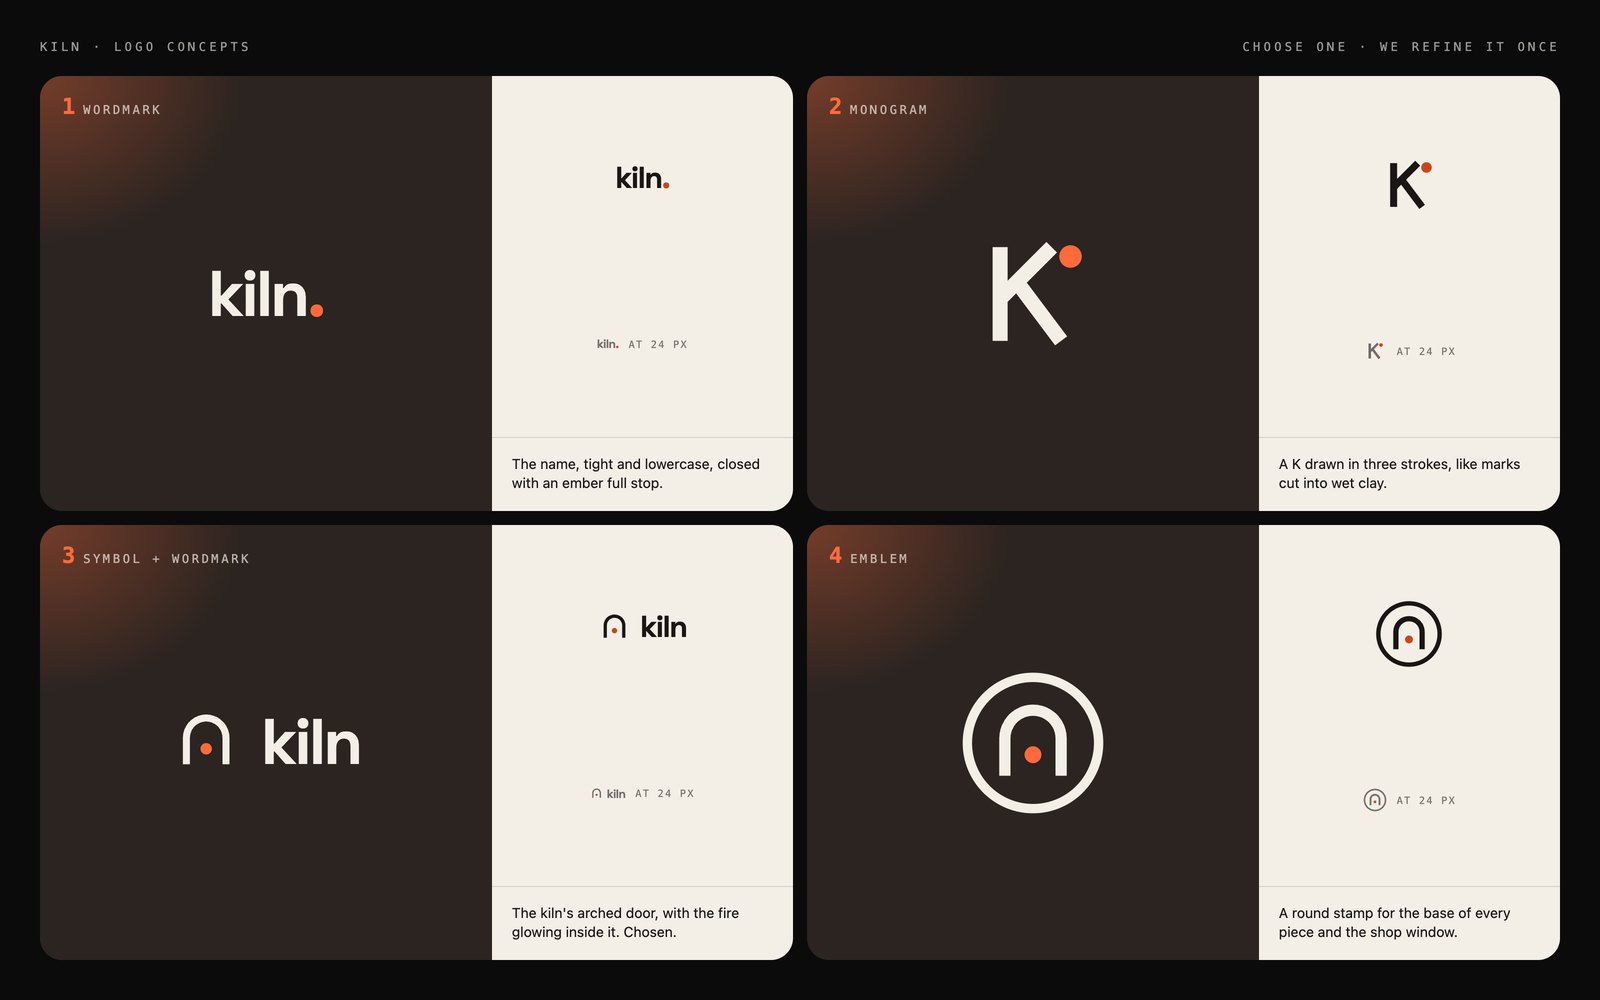 KILN · LOGO CONCEPTS
CHOOSE ONE · WE REFINE IT ONCE
1 WORDMARK
kiln.
kiln.
kiln. AT 24 PX
The name, tight and lowercase, closed
with an ember full stop.
2 MONOGRAM
K
K
K AT 24 PX
A K drawn in three strokes, like marks
cut into wet clay.
3 SYMBOL + WORDMARK
kiln
kiln
kiln AT 24 PX
The kiln's arched door, with the fire
glowing inside it. Chosen.
4 EMBLEM
AT 24 PX
A round stamp for the base of every
piece and the shop window.